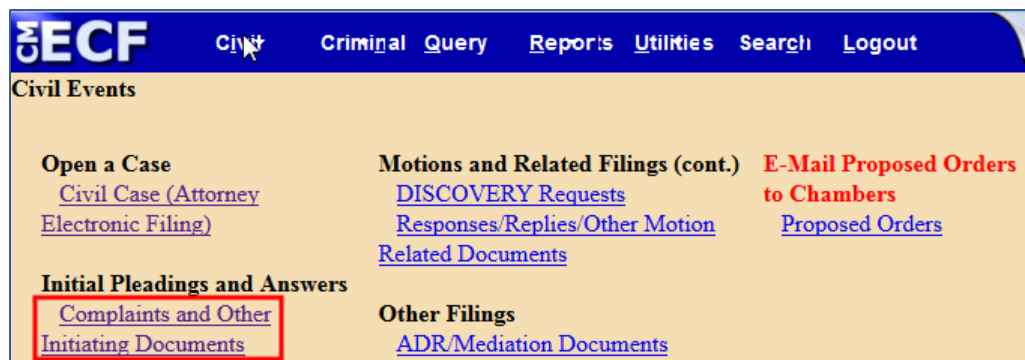 CM ECF Civil Criminal Query Reports Utilities Search Logout
Civil Events
Open a Case
Civil Case (Attorney
Electronic Filing)
Initial Pleadings and Answers
Complaints and Other
Initiating Documents
Motions and Related Filings (cont.)
DISCOVERY Requests
Responses/Replies/Other Motion
Related Documents
Other Filings
ADR/Mediation Documents
E-Mail Proposed Orders
to Chambers
Proposed Orders